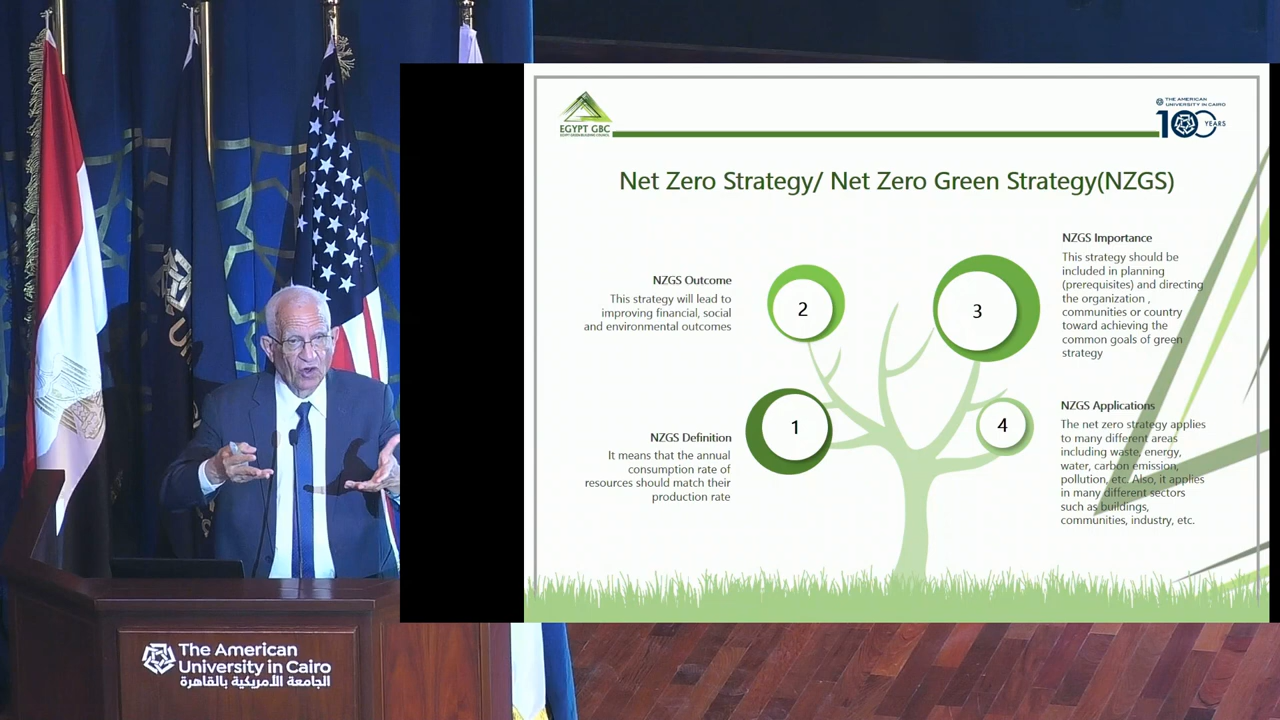 EGYPT GBC
EGYPT GREEN BUILDING COUNCIL
THE AMERICAN
UNIVERSITY IN CAIRO
100 YEARS
Net Zero Strategy/ Net Zero Green Strategy(NZGS)
NZGS Outcome
This strategy will lead to
improving financial, social
and environmental outcomes
2
3
NZGS Importance
This strategy should be
included in planning
(prerequisites) and directing
the organization ,
communities or country
toward achieving the
common goals of green
strategy
NZGS Definition
It means that the annual
consumption rate of
resources should match their
production rate
1
4
NZGS Applications
The net zero strategy applies
to many different areas
including waste, energy,
water, carbon emission,
pollution, etc. Also, it applies
in many different sectors
such as buildings,
communities, industry, etc.
The American
University in Cairo
الجامعة الأمريكية بالقاهرة